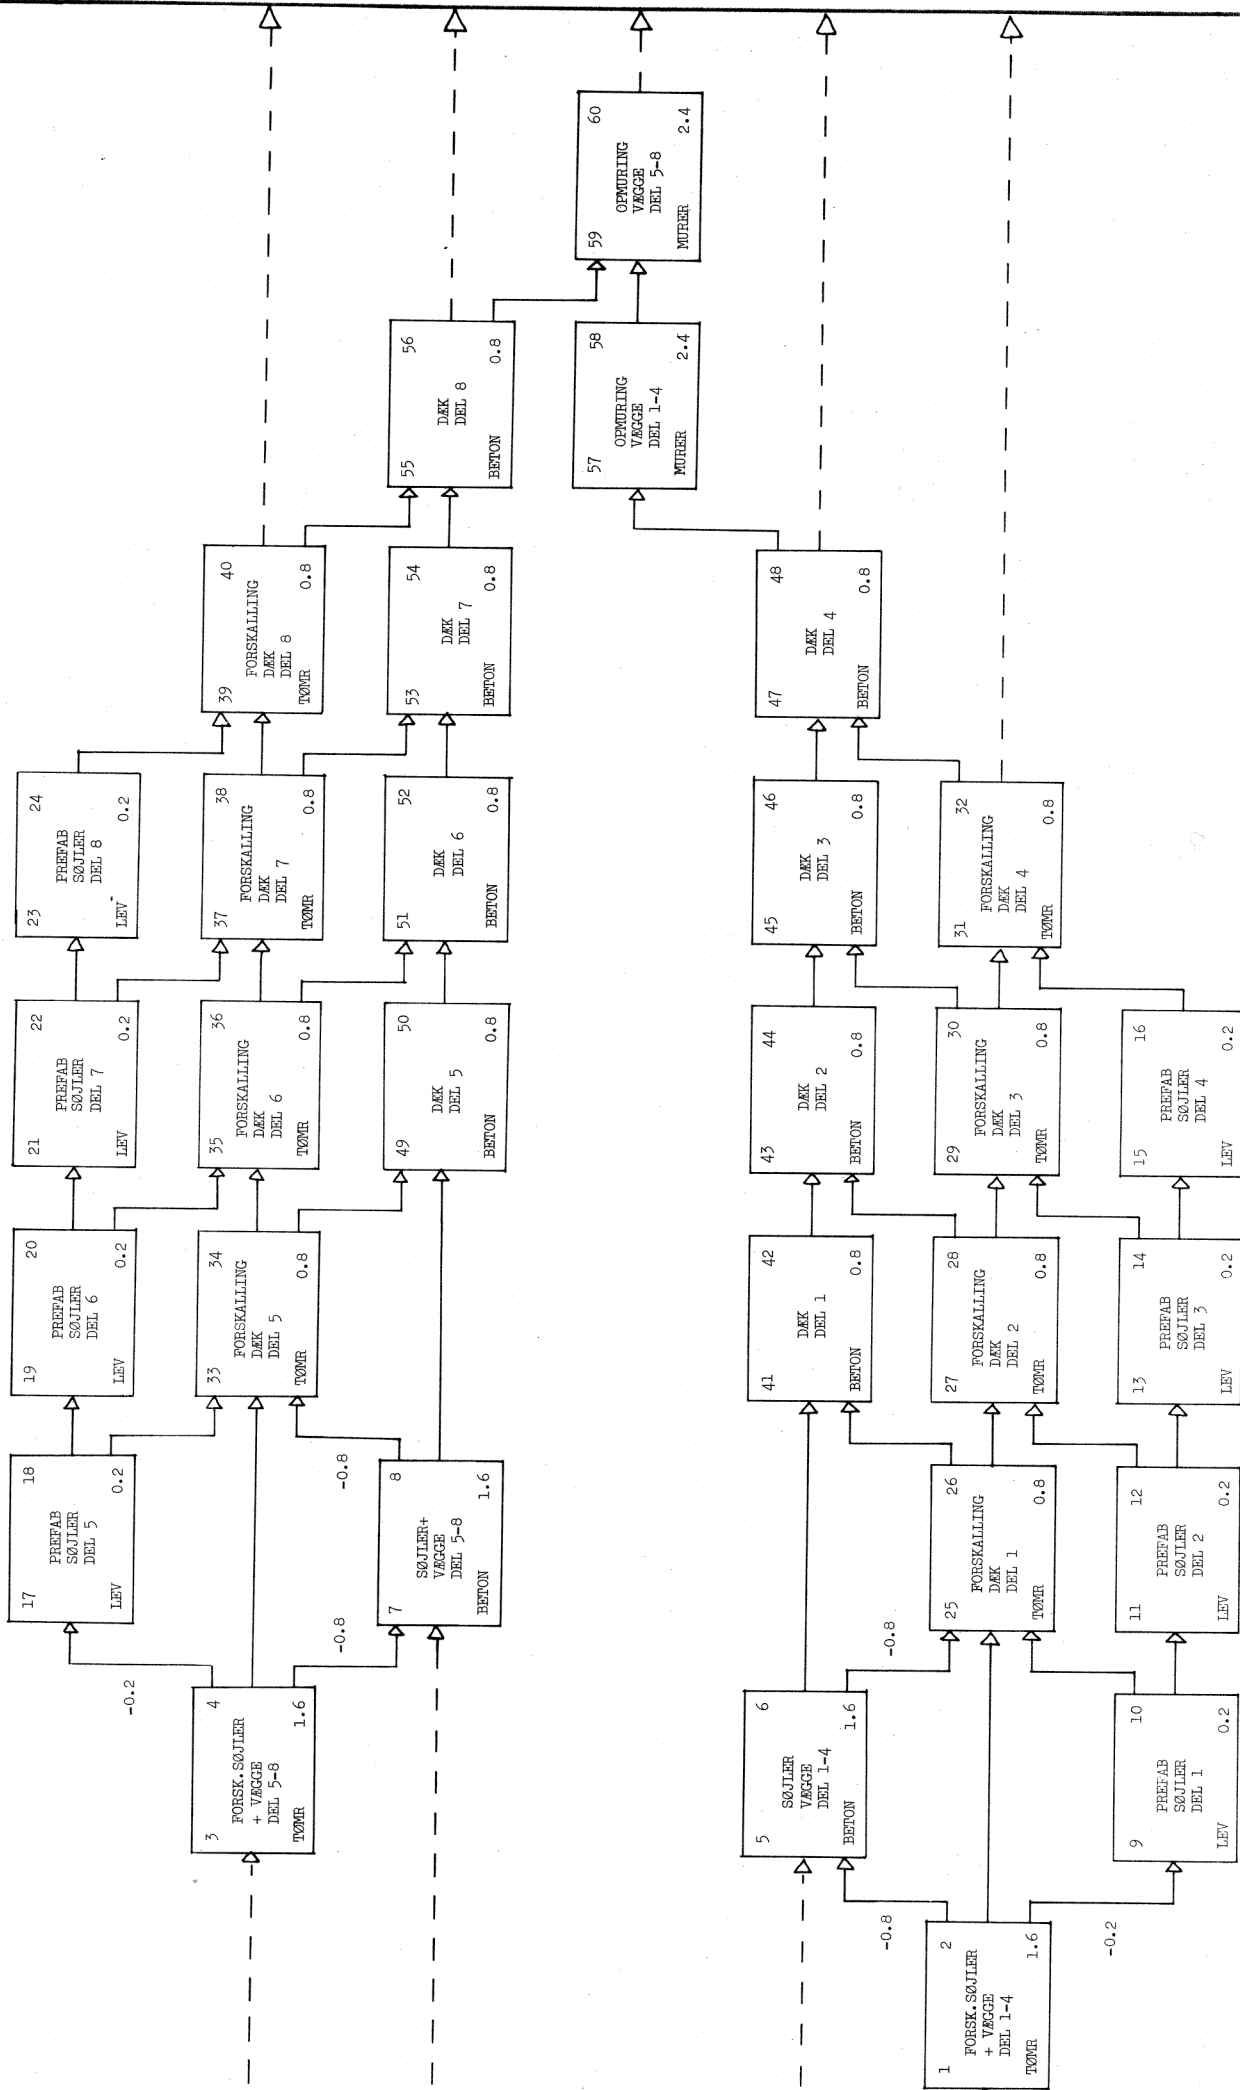 17 18
PREFAB
SØJLER
DEL 5
LEV 0.2
19 20
PREFAB
SØJLER
DEL 6
LEV 0.2
21 22
PREFAB
SØJLER
DEL 7
LEV 0.2
23 24
PREFAB
SØJLER
DEL 8
LEV 0.2
-0.2
3 4
FORSK.SØJLER
+ VÆGGE
DEL 5-8
TØMR 1.6
33 34
FORSKALLING
DÆK
DEL 5
TØMR 0.8
35 36
FORSKALLING
DÆK
DEL 6
TØMR 0.8
37 38
FORSKALLING
DÆK
DEL 7
TØMR 0.8
39 40
FORSKALLING
DÆK
DEL 8
TØMR 0.8
-0.8
-0.8
7 8
SØJLER+
VÆGGE
DEL 5-8
BETON 1.6
49 50
DÆK
DEL 5
BETON 0.8
51 52
DÆK
DEL 6
BETON 0.8
53 54
DÆK
DEL 7
BETON 0.8
55 56
DÆK
DEL 8
BETON 0.8
57 58
OPMURING
VÆGGE
DEL 1-4
MURER 2.4
59 60
OPMURING
VÆGGE
DEL 5-8
MURER 2.4
5 6
SØJLER
VÆGGE
DEL 1-4
BETON 1.6
41 42
DÆK
DEL 1
BETON 0.8
43 44
DÆK
DEL 2
BETON 0.8
45 46
DÆK
DEL 3
BETON 0.8
47 48
DÆK
DEL 4
BETON 0.8
-0.8
-0.8
1 2
FORSK.SØJLER
+ VÆGGE
DEL 1-4
TØMR 1.6
25 26
FORSKALLING
DÆK
DEL 1
TØMR 0.8
27 28
FORSKALLING
DÆK
DEL 2
TØMR 0.8
29 30
FORSKALLING
DÆK
DEL 3
TØMR 0.8
31 32
FORSKALLING
DÆK
DEL 4
TØMR 0.8
-0.2
9 10
PREFAB
SØJLER
DEL 1
LEV 0.2
11 12
PREFAB
SØJLER
DEL 2
LEV 0.2
13 14
PREFAB
SØJLER
DEL 3
LEV 0.2
15 16
PREFAB
SØJLER
DEL 4
LEV 0.2